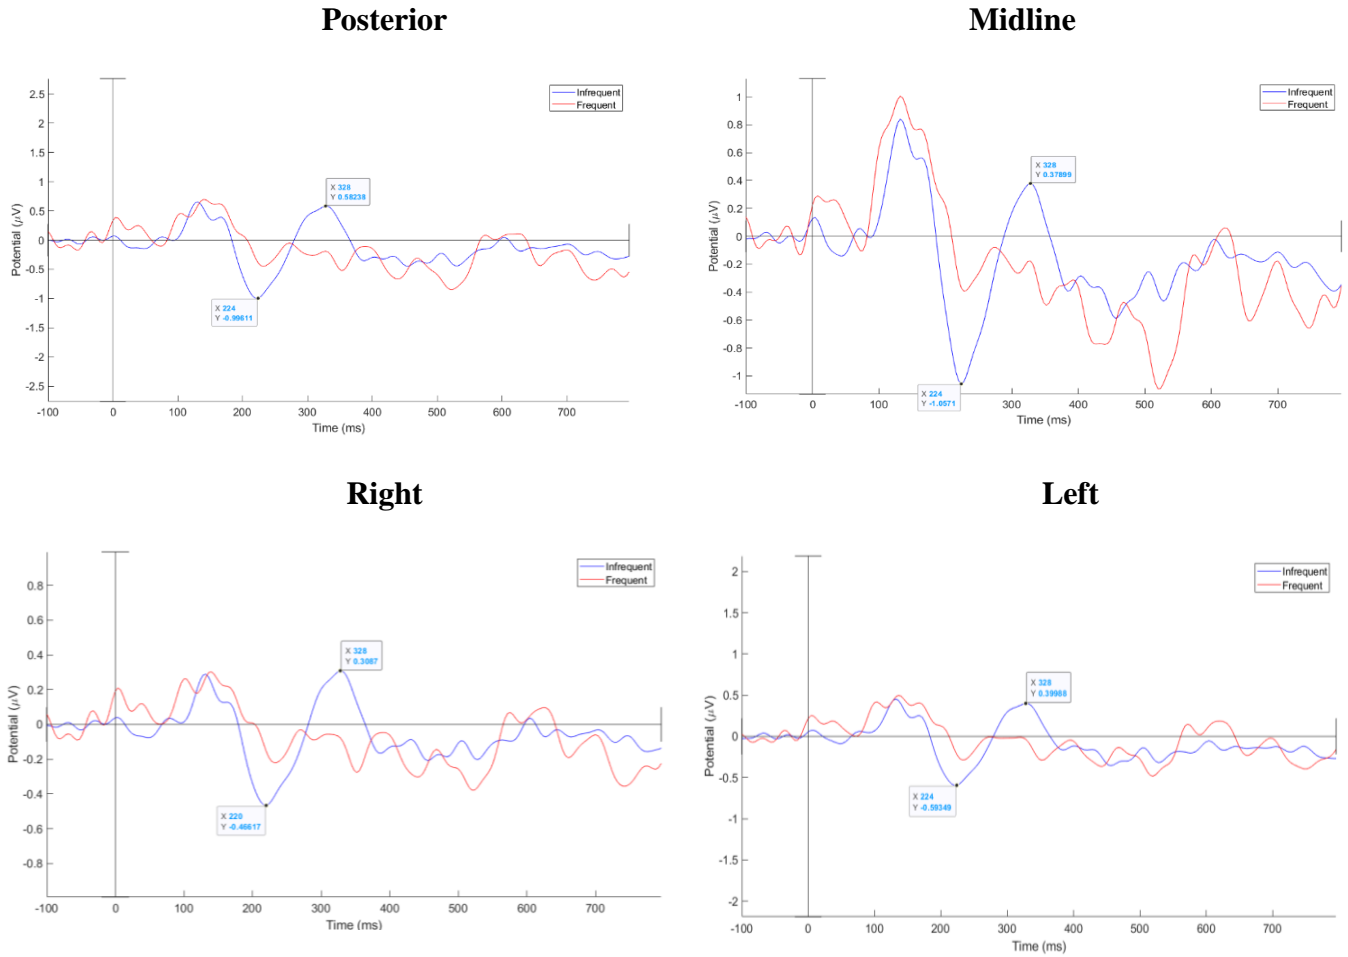 Posterior
Midline
Infrequent
Frequent
2.5
2
1.5
1
0.5
0
-0.5
-1
-1.5
-2
-2.5
Potential (μV)
X 328
Y 0.58238
X 224
Y -0.99611
-100 0 100 200 300 400 500 600 700
Time (ms)
Infrequent
Frequent
1
0.8
0.6
0.4
0.2
0
-0.2
-0.4
-0.6
-0.8
-1
Potential (μV)
X 328
Y 0.37899
X 224
Y -1.0571
-100 0 100 200 300 400 500 600 700
Time (ms)
Right
Left
Infrequent
Frequent
0.8
0.6
0.4
0.2
0
-0.2
-0.4
-0.6
-0.8
Potential (μV)
X 328
Y 0.3087
X 220
Y -0.46617
-100 0 100 200 300 400 500 600 700
Time (ms)
Infrequent
Frequent
2
1.5
1
0.5
0
-0.5
-1
-1.5
-2
Potential (μV)
X 328
Y 0.39988
X 224
Y -0.59349
-100 0 100 200 300 400 500 600 700
Time (ms)